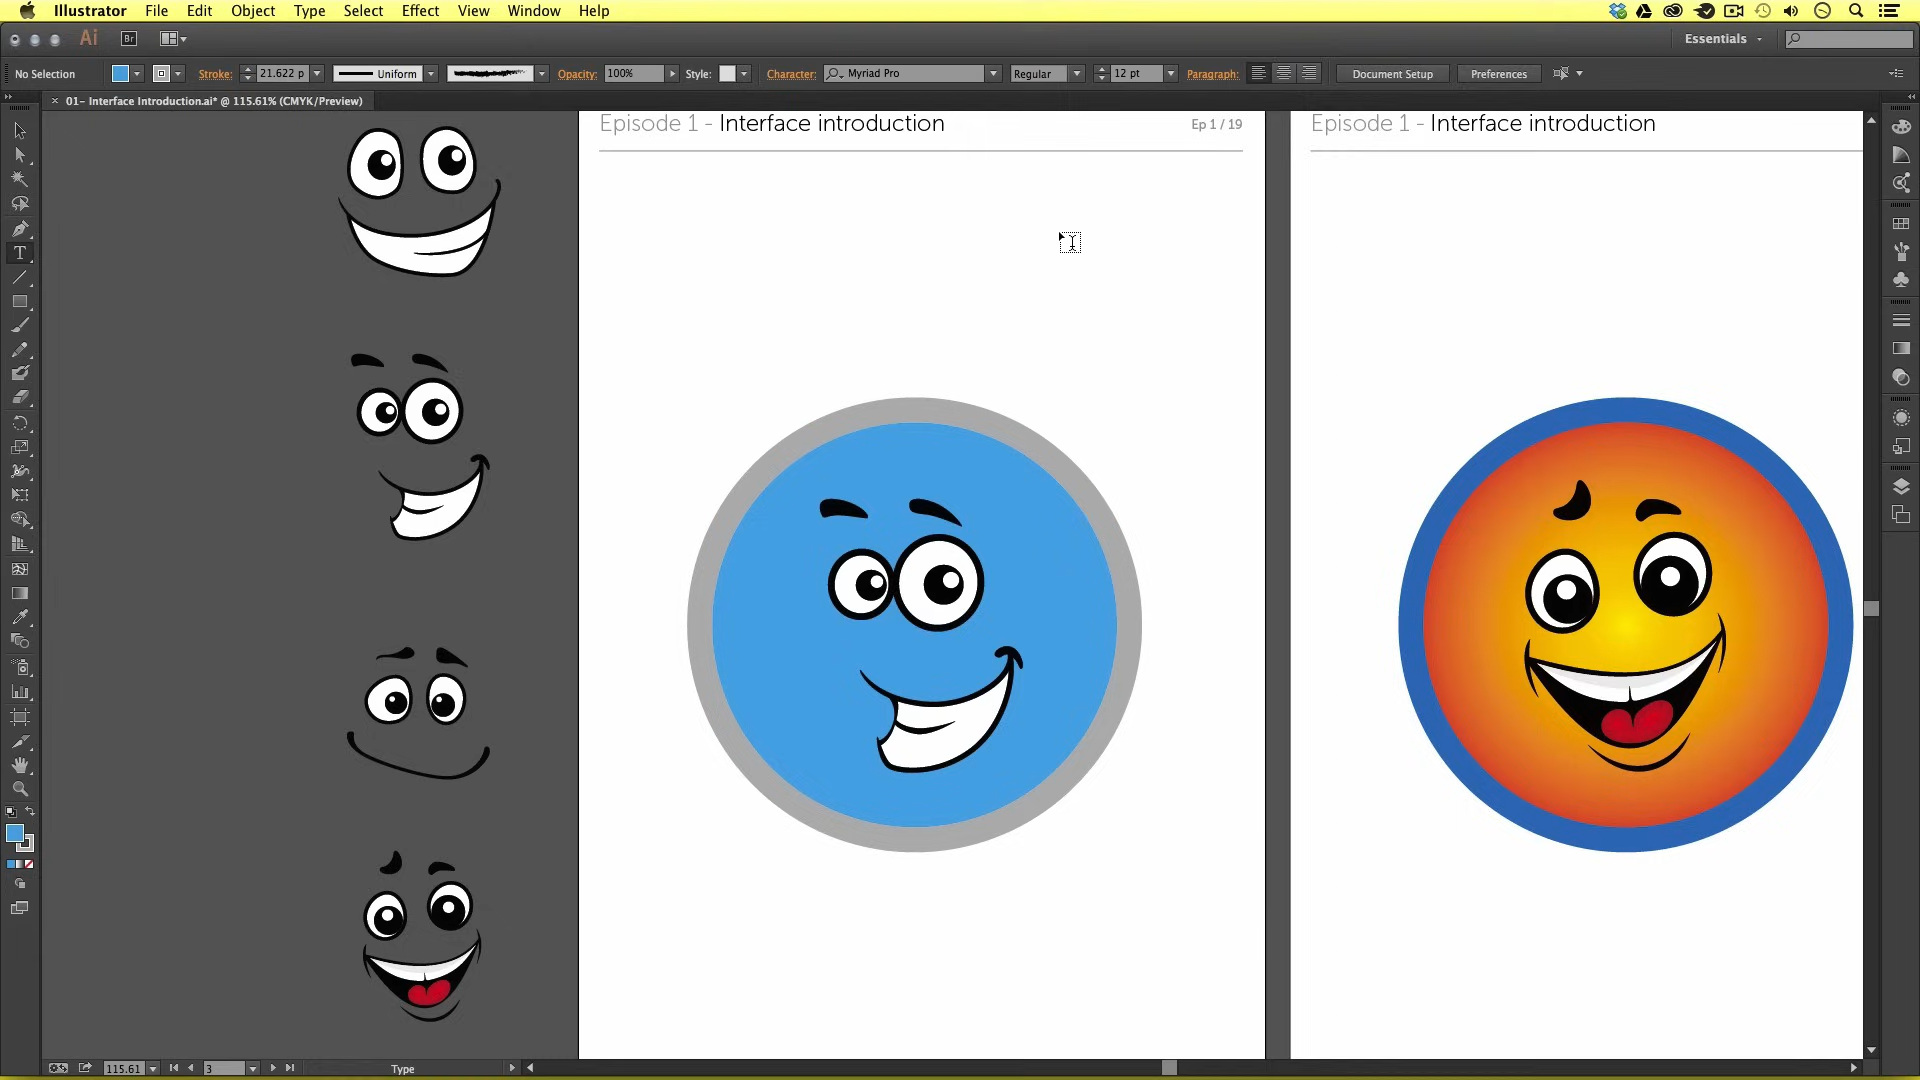 Illustrator File Edit Object Type Select Effect View Window Help
Ai Br Essentials
No Selection Stroke: 21.622 p Uniform Opacity: 100% Style: Character: Myriad Pro Regular 12 pt Paragraph: Document Setup Preferences
× 01- Interface Introduction.ai* @ 115.61% (CMYK/Preview)
Episode 1 - Interface introduction Ep 1 / 19
Episode 1 - Interface introduction
T
115.61 3 Type